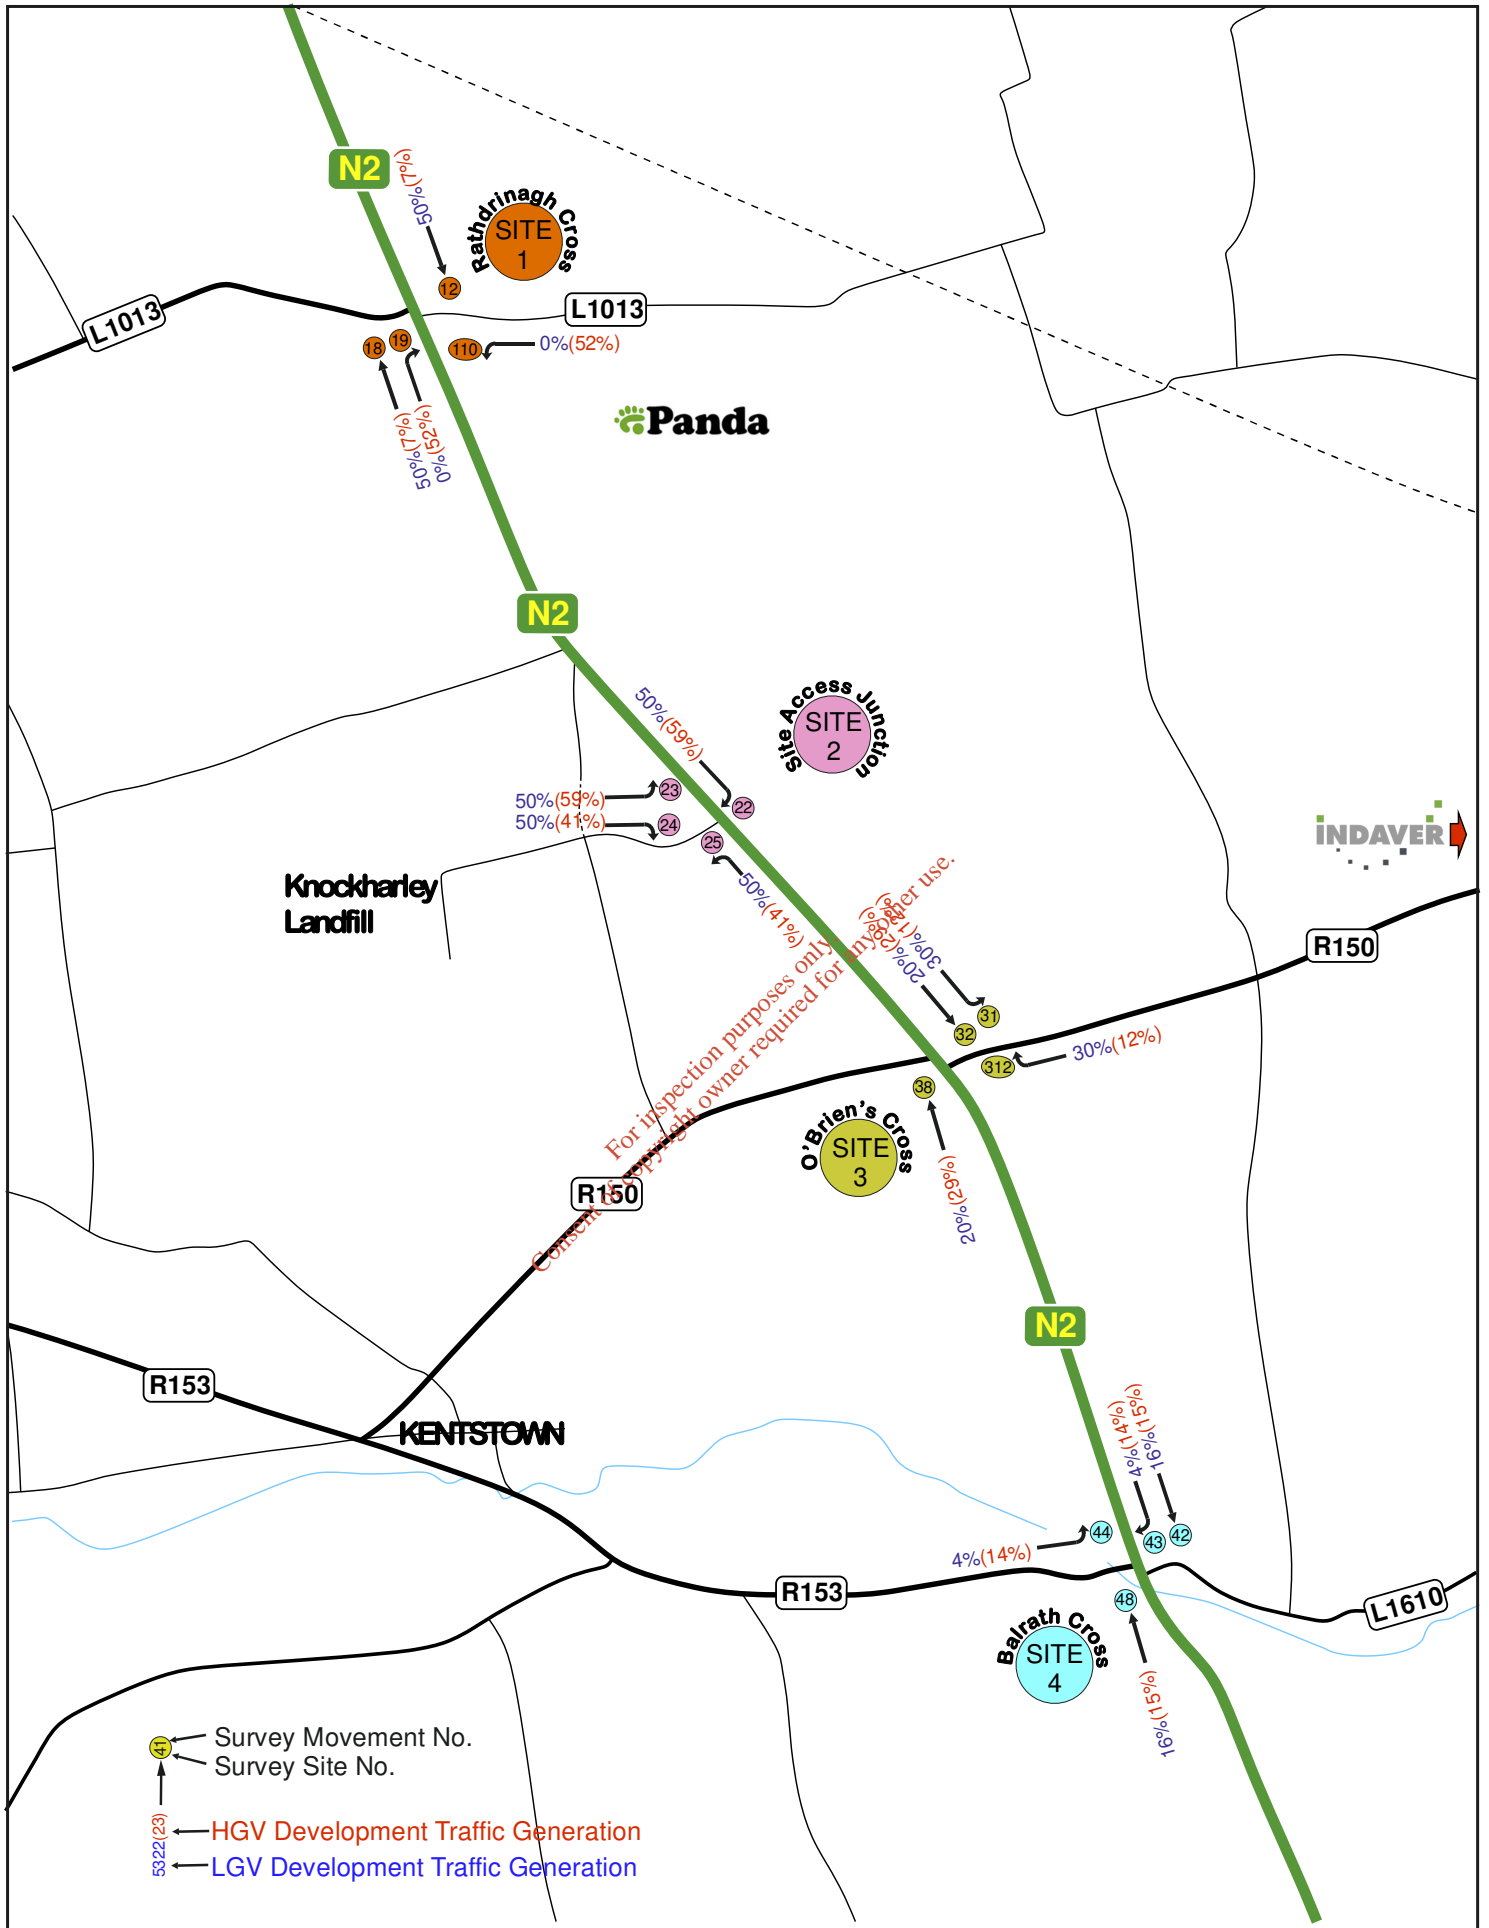 N2
50%(7%)
Rathdrinagh Cross
SITE
1
12
L1013
L1013
18
19
110
0%(52%)
50%(7%)
0%(52%)
Panda
N2
50%(59%)
Site Access Junction
SITE
2
50%(59%)
23
22
50%(41%)
24
25
50%(41%)
INDAVER
Knockharley
Landfill
For inspection purposes only.
Consent of copyright owner required for any other use.
20%(29%)
30%(12%)
R150
31
32
312
30%(12%)
38
O'Brien's Cross
SITE
3
20%(29%)
R150
N2
R153
KENTSTOWN
4%(14%)
16%(15%)
44
43
42
4%(14%)
R153
48
L1610
Balrath Cross
SITE
4
16%(15%)
41
Survey Movement No.
Survey Site No.
5322(23)
HGV Development Traffic Generation
LGV Development Traffic Generation